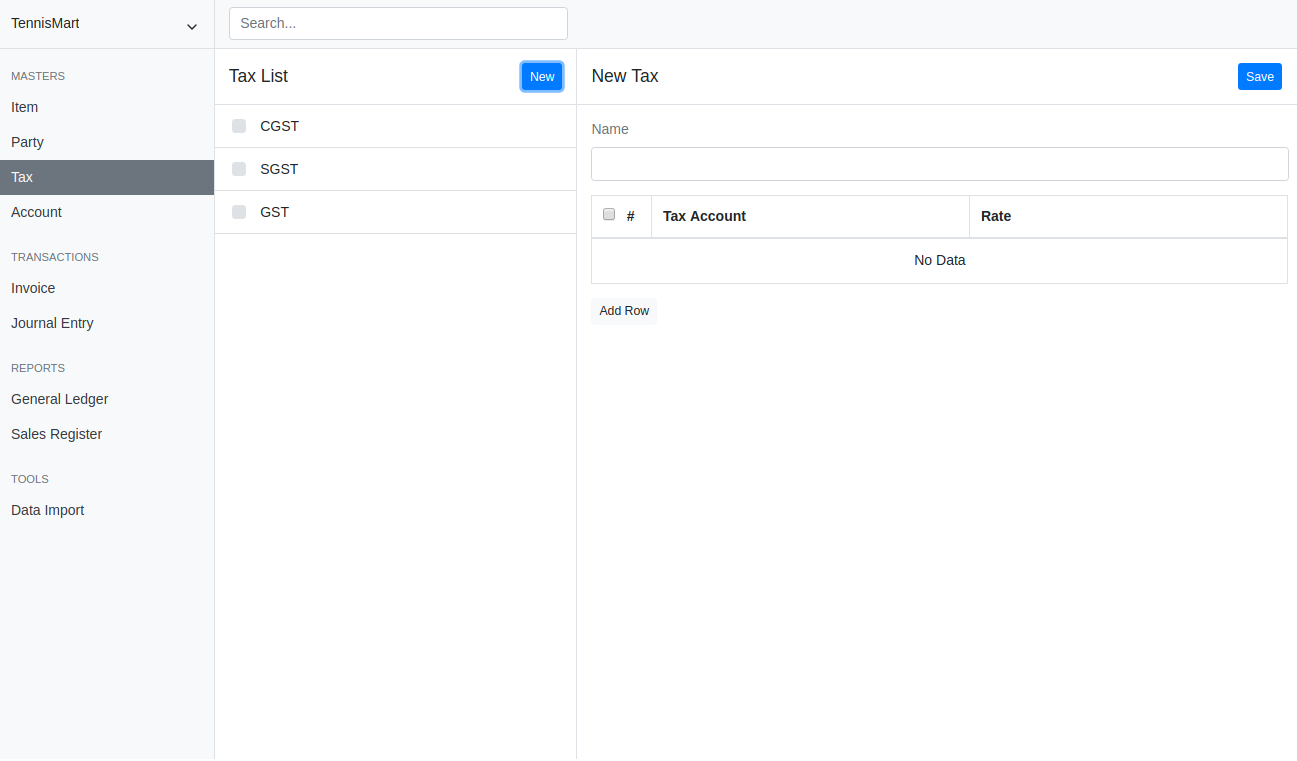 TennisMart
Search...
MASTERS
Item
Party
Tax
Account
TRANSACTIONS
Invoice
Journal Entry
REPORTS
General Ledger
Sales Register
TOOLS
Data Import
Tax List New
CGST
SGST
GST
New Tax Save
Name
# Tax Account Rate
No Data
Add Row